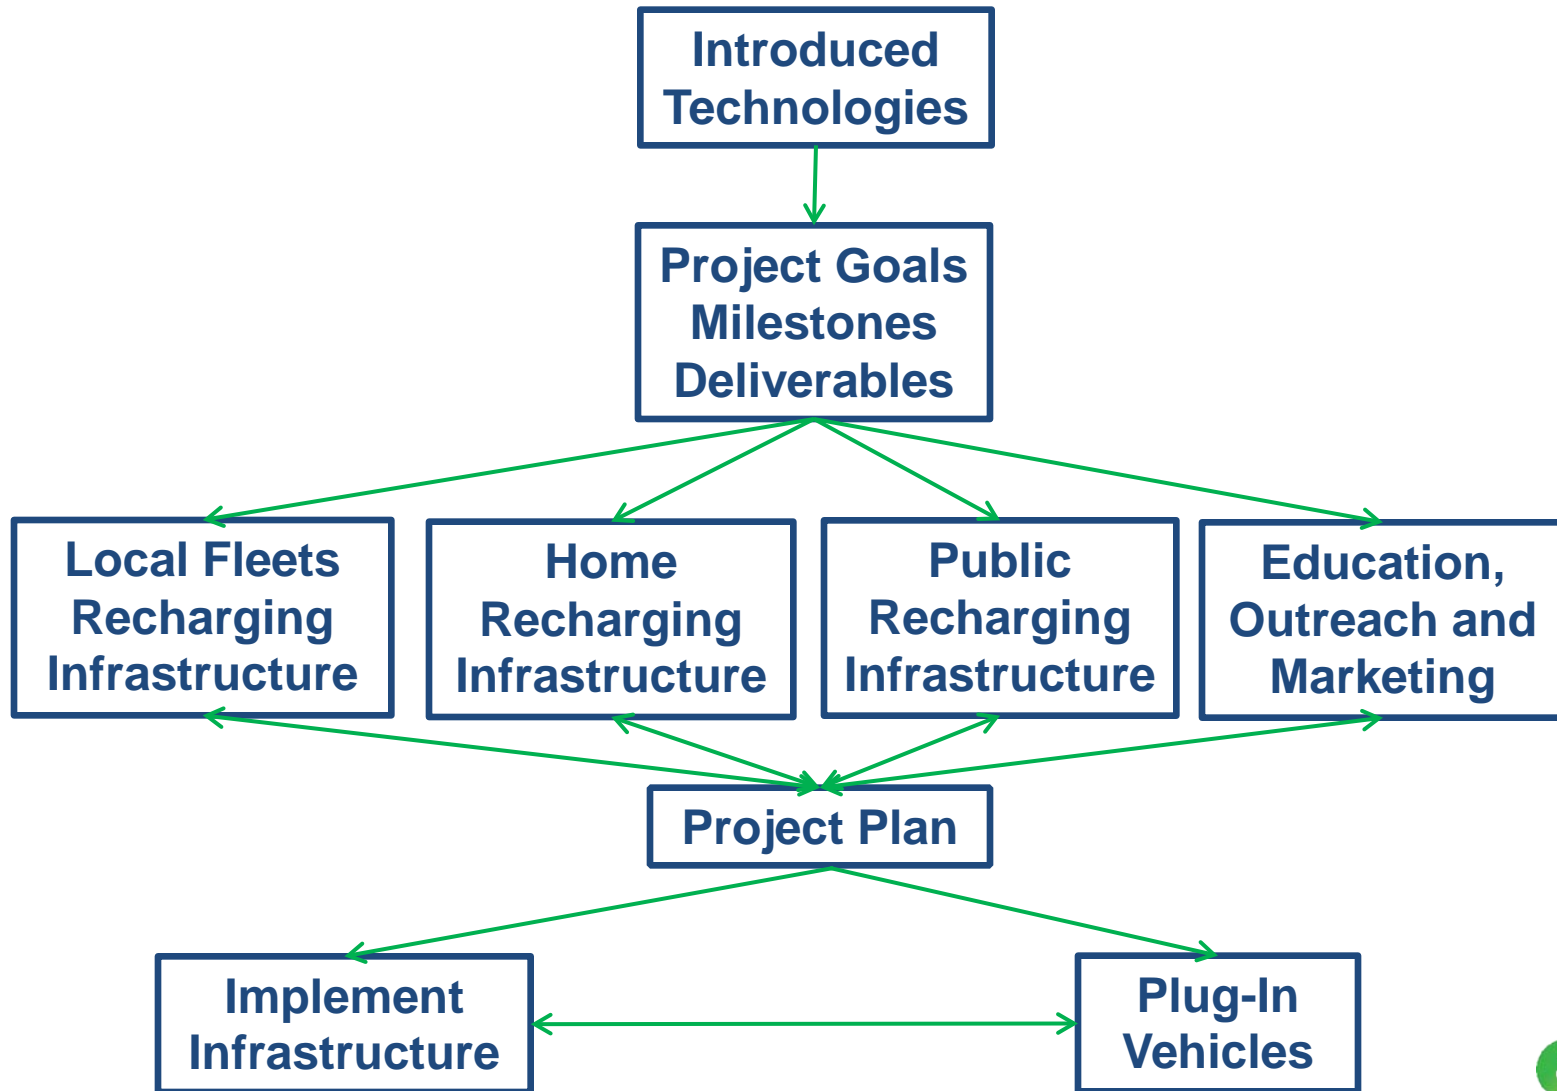 Introduced
Technologies
Project Goals
Milestones
Deliverables
Local Fleets
Recharging
Infrastructure
Home
Recharging
Infrastructure
Public
Recharging
Infrastructure
Education,
Outreach and
Marketing
Project Plan
Implement
Infrastructure
Plug-In
Vehicles